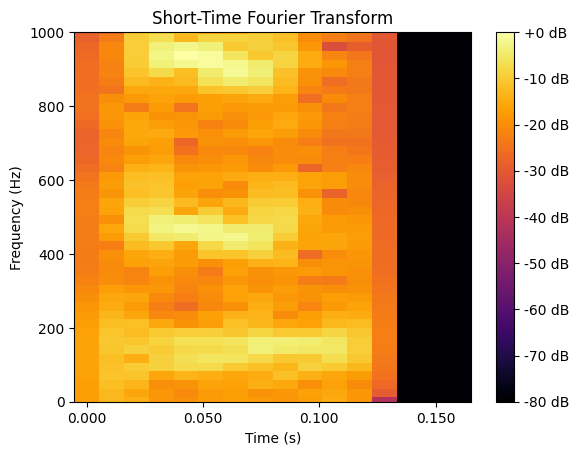 Short-Time Fourier Transform
Frequency (Hz)
1000
800
600
400
200
0
0.000
0.050
0.100
0.150
Time (s)
+0 dB
-10 dB
-20 dB
-30 dB
-40 dB
-50 dB
-60 dB
-70 dB
-80 dB